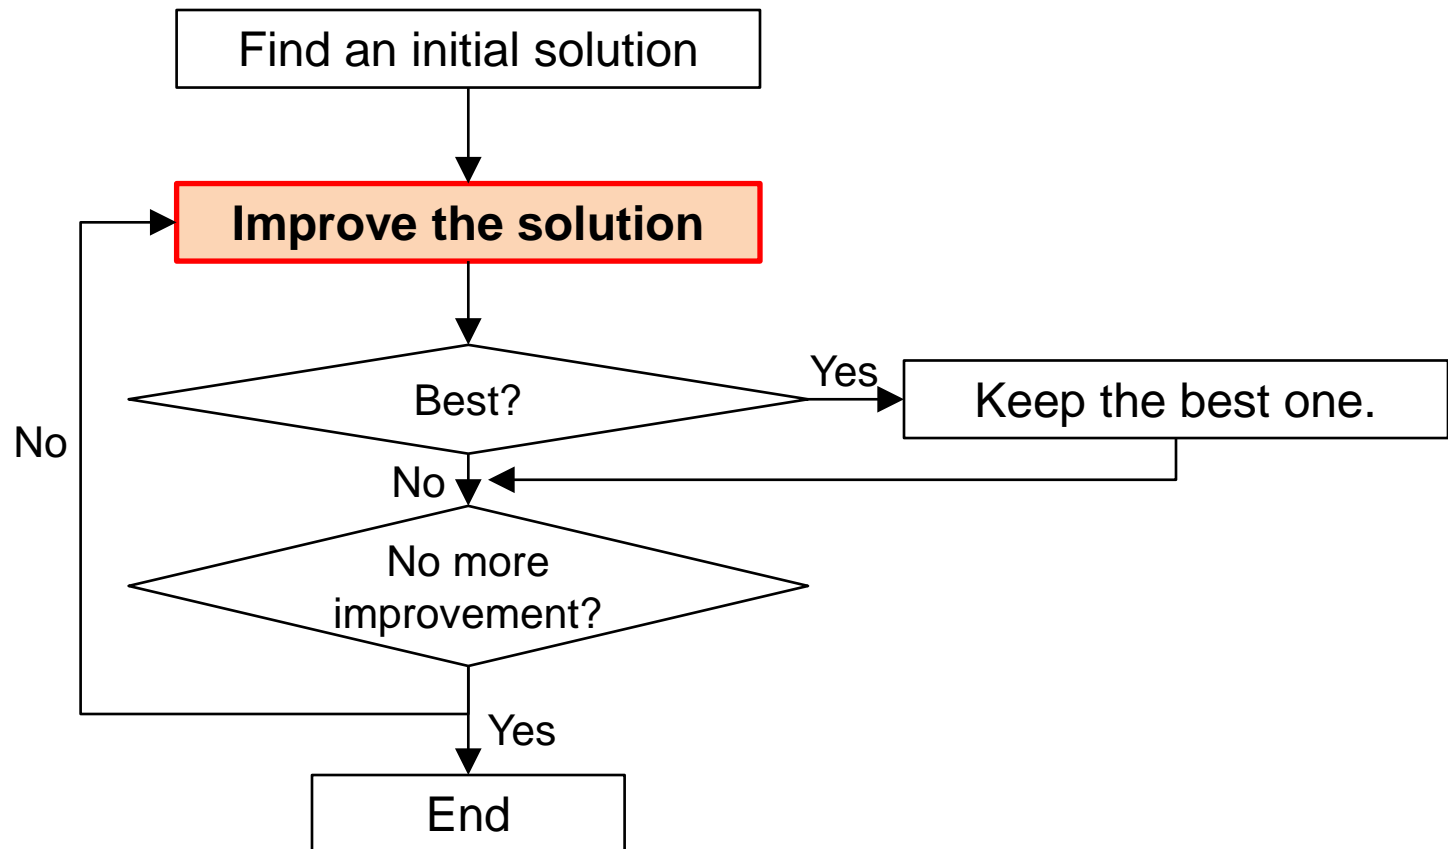 Find an initial solution
Improve the solution
Best?
Yes
Keep the best one.
No
No
No more
improvement?
Yes
End